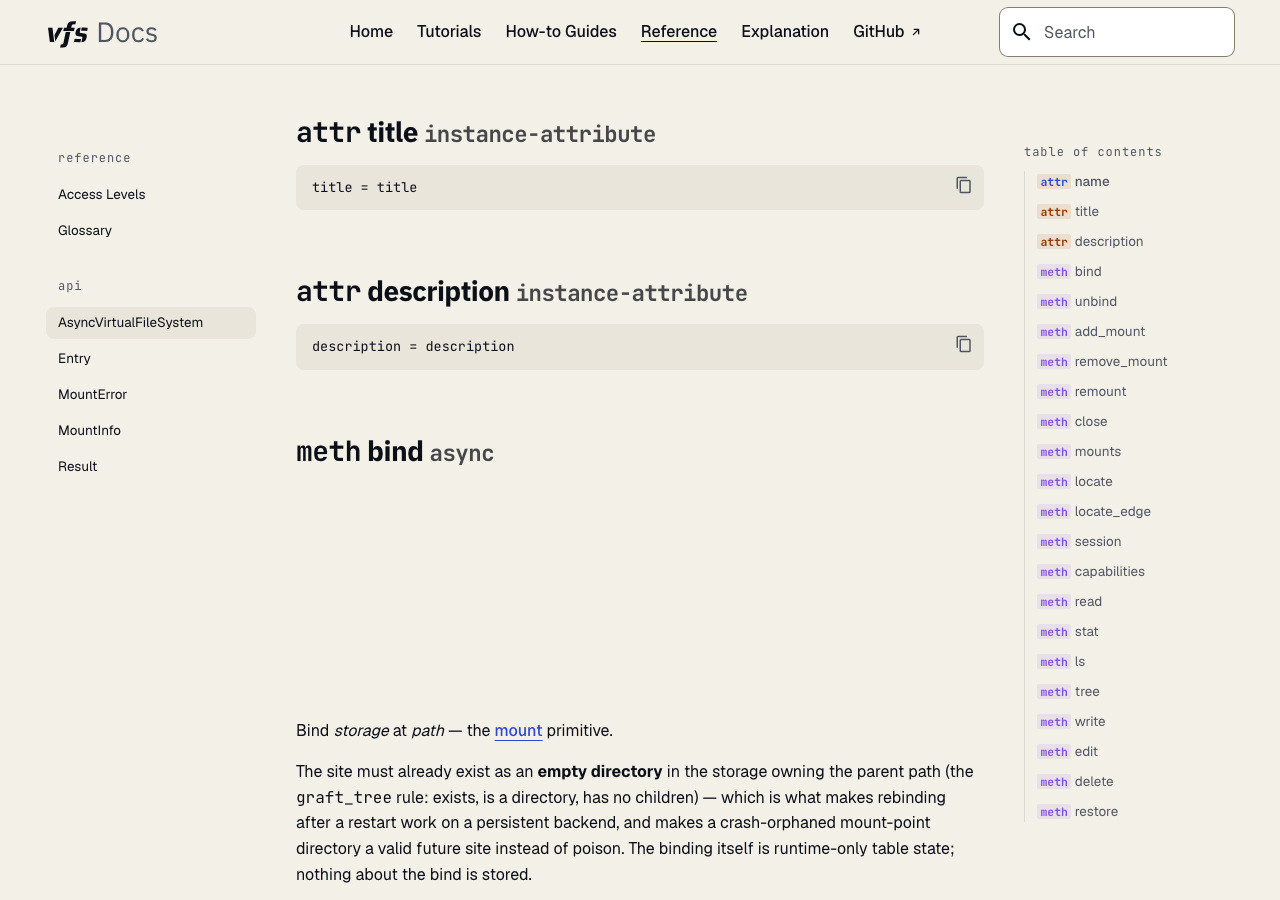 vfs Docs
Home Tutorials How-to Guides Reference Explanation GitHub ↗
Search
reference
Access Levels
Glossary
api
AsyncVirtualFileSystem
Entry
MountError
MountInfo
Result
attr title instance-attribute
title = title
attr description instance-attribute
description = description
meth bind async
Bind storage at path — the mount primitive.
The site must already exist as an empty directory in the storage owning the parent path (the
graft_tree rule: exists, is a directory, has no children) — which is what makes rebinding
after a restart work on a persistent backend, and makes a crash-orphaned mount-point
directory a valid future site instead of poison. The binding itself is runtime-only table state;
nothing about the bind is stored.
table of contents
attr name
attr title
attr description
meth bind
meth unbind
meth add_mount
meth remove_mount
meth remount
meth close
meth mounts
meth locate
meth locate_edge
meth session
meth capabilities
meth read
meth stat
meth ls
meth tree
meth write
meth edit
meth delete
meth restore